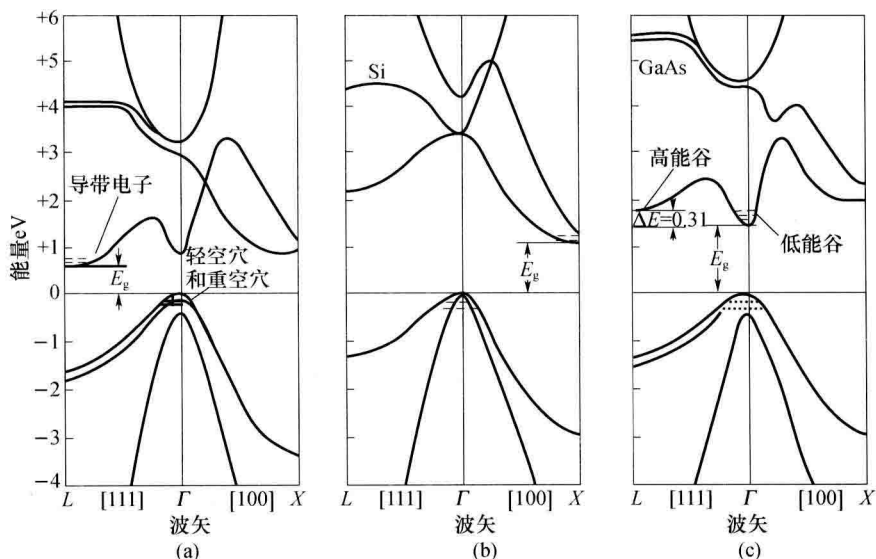 能量eV
+6
+5
+4
+3
+2
+1
0
−1
−2
−3
−4
导带电子
E_g
轻空穴
和重空穴
L [111] Γ [100] X
波矢
(a)
Si
E_g
L [111] Γ [100] X
波矢
(b)
GaAs
高能谷
ΔE=0.31
低能谷
E_g
L [111] Γ [100] X
波矢
(c)